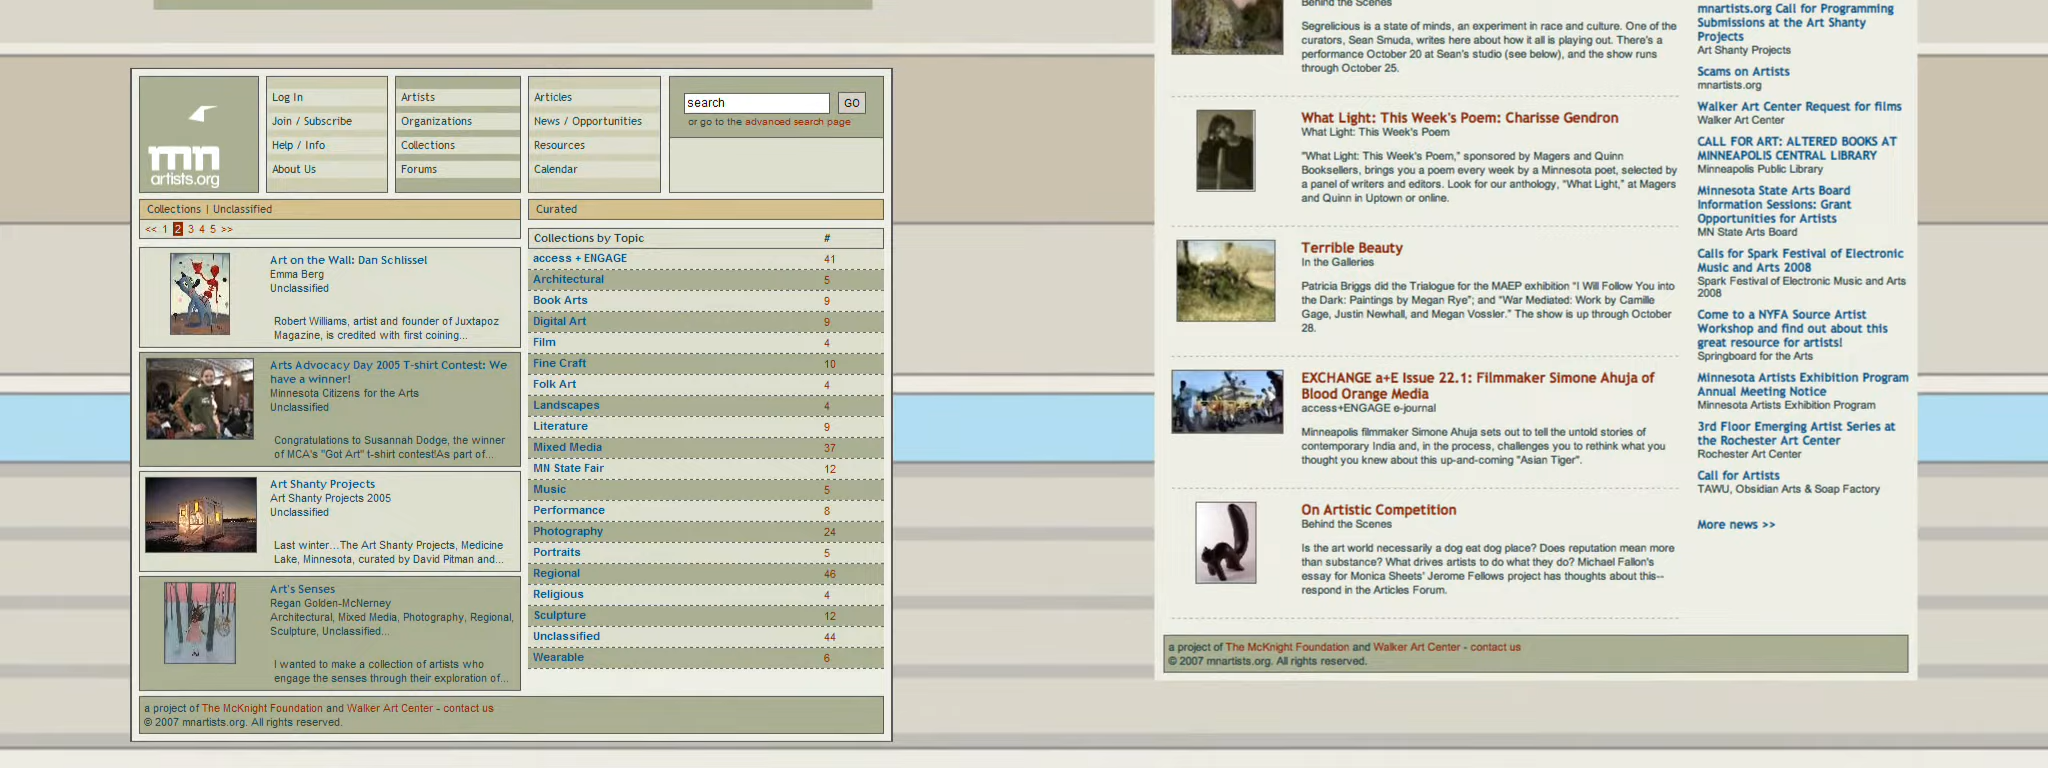 mn
artists.org
Log In
Join / Subscribe
Help / Info
About Us
Artists
Organizations
Collections
Forums
Articles
News / Opportunities
Resources
Calendar
search
GO
or go to the advanced search page
Collections | Unclassified
<< 1 2 3 4 5 >>
Art on the Wall: Dan Schlissel
Emma Berg
Unclassified
Robert Williams, artist and founder of Juxtapoz
Magazine, is credited with first coining...
Arts Advocacy Day 2005 T-shirt Contest: We
have a winner!
Minnesota Citizens for the Arts
Unclassified
Congratulations to Susannah Dodge, the winner
of MCA's "Got Art" t-shirt contest!As part of...
Art Shanty Projects
Art Shanty Projects 2005
Unclassified
Last winter...The Art Shanty Projects, Medicine
Lake, Minnesota, curated by David Pitman and...
Art's Senses
Regan Golden-McNerney
Architectural, Mixed Media, Photography, Regional,
Sculpture, Unclassified...
I wanted to make a collection of artists who
engage the senses through their exploration of...
Curated
Collections by Topic #
access + ENGAGE 41
Architectural 5
Book Arts 9
Digital Art 9
Film 4
Fine Craft 10
Folk Art 4
Landscapes 4
Literature 9
Mixed Media 37
MN State Fair 12
Music 5
Performance 8
Photography 24
Portraits 5
Regional 46
Religious 4
Sculpture 12
Unclassified 44
Wearable 6
a project of The McKnight Foundation and Walker Art Center - contact us
© 2007 mnartists.org. All rights reserved.
Behind the Scenes
Segrelicious is a state of minds, an experiment in race and culture. One of the
curators, Sean Smuda, writes here about how it all is playing out. There's a
performance October 20 at Sean's studio (see below), and the show runs
through October 25.
What Light: This Week's Poem: Charisse Gendron
What Light: This Week's Poem
"What Light: This Week's Poem," sponsored by Magers and Quinn
Booksellers, brings you a poem every week by a Minnesota poet, selected by
a panel of writers and editors. Look for our anthology, "What Light," at Magers
and Quinn in Uptown or online.
Terrible Beauty
In the Galleries
Patricia Briggs did the Trialogue for the MAEP exhibition "I Will Follow You into
the Dark: Paintings by Megan Rye"; and "War Mediated: Work by Camille
Gage, Justin Newhall, and Megan Vossler." The show is up through October
28.
EXCHANGE a+E Issue 22.1: Filmmaker Simone Ahuja of
Blood Orange Media
access+ENGAGE e-journal
Minneapolis filmmaker Simone Ahuja sets out to tell the untold stories of
contemporary India and, in the process, challenges you to rethink what you
thought you knew about this up-and-coming "Asian Tiger".
On Artistic Competition
Behind the Scenes
Is the art world necessarily a dog eat dog place? Does reputation mean more
than substance? What drives artists to do what they do? Michael Fallon's
essay for Monica Sheets' Jerome Fellows project has thoughts about this--
respond in the Articles Forum.
mnartists.org Call for Programming
Submissions at the Art Shanty
Projects
Art Shanty Projects
Scams on Artists
mnartists.org
Walker Art Center Request for films
Walker Art Center
CALL FOR ART: ALTERED BOOKS AT
MINNEAPOLIS CENTRAL LIBRARY
Minneapolis Public Library
Minnesota State Arts Board
Information Sessions: Grant
Opportunities for Artists
MN State Arts Board
Calls for Spark Festival of Electronic
Music and Arts 2008
Spark Festival of Electronic Music and Arts
2008
Come to a NYFA Source Artist
Workshop and find out about this
great resource for artists!
Springboard for the Arts
Minnesota Artists Exhibition Program
Annual Meeting Notice
Minnesota Artists Exhibition Program
3rd Floor Emerging Artist Series at
the Rochester Art Center
Rochester Art Center
Call for Artists
TAWU, Obsidian Arts & Soap Factory
More news >>
a project of The McKnight Foundation and Walker Art Center - contact us
© 2007 mnartists.org. All rights reserved.